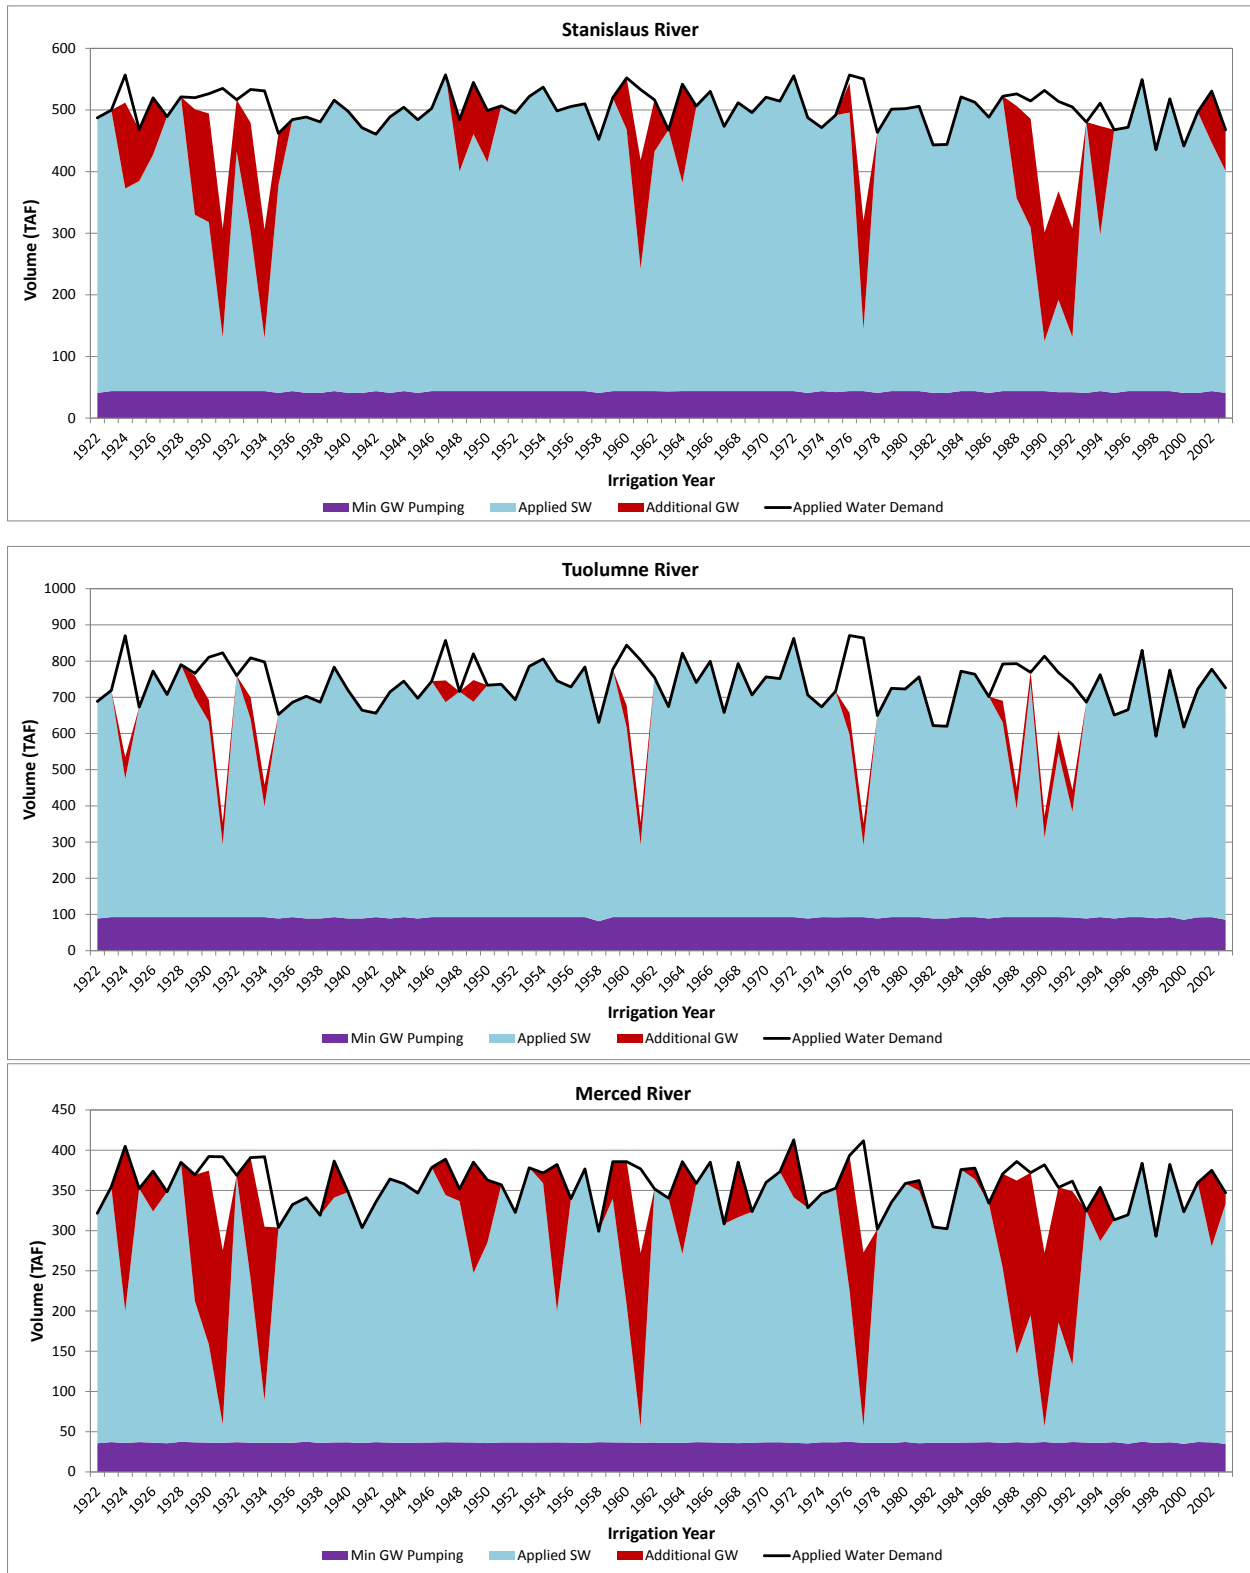 Stanislaus River
600
500
400
300
200
100
0
Volume (TAF)
1922 1924 1926 1928 1930 1932 1934 1936 1938 1940 1942 1944 1946 1948 1950 1952 1954 1956 1958 1960 1962 1964 1966 1968 1970 1972 1974 1976 1978 1980 1982 1984 1986 1988 1990 1992 1994 1996 1998 2000 2002
Irrigation Year
Min GW Pumping Applied SW Additional GW Applied Water Demand
Tuolumne River
1000
900
800
700
600
500
400
300
200
100
0
Volume (TAF)
1922 1924 1926 1928 1930 1932 1934 1936 1938 1940 1942 1944 1946 1948 1950 1952 1954 1956 1958 1960 1962 1964 1966 1968 1970 1972 1974 1976 1978 1980 1982 1984 1986 1988 1990 1992 1994 1996 1998 2000 2002
Irrigation Year
Min GW Pumping Applied SW Additional GW Applied Water Demand
Merced River
450
400
350
300
250
200
150
100
50
0
Volume (TAF)
1922 1924 1926 1928 1930 1932 1934 1936 1938 1940 1942 1944 1946 1948 1950 1952 1954 1956 1958 1960 1962 1964 1966 1968 1970 1972 1974 1976 1978 1980 1982 1984 1986 1988 1990 1992 1994 1996 1998 2000 2002
Irrigation Year
Min GW Pumping Applied SW Additional GW Applied Water Demand